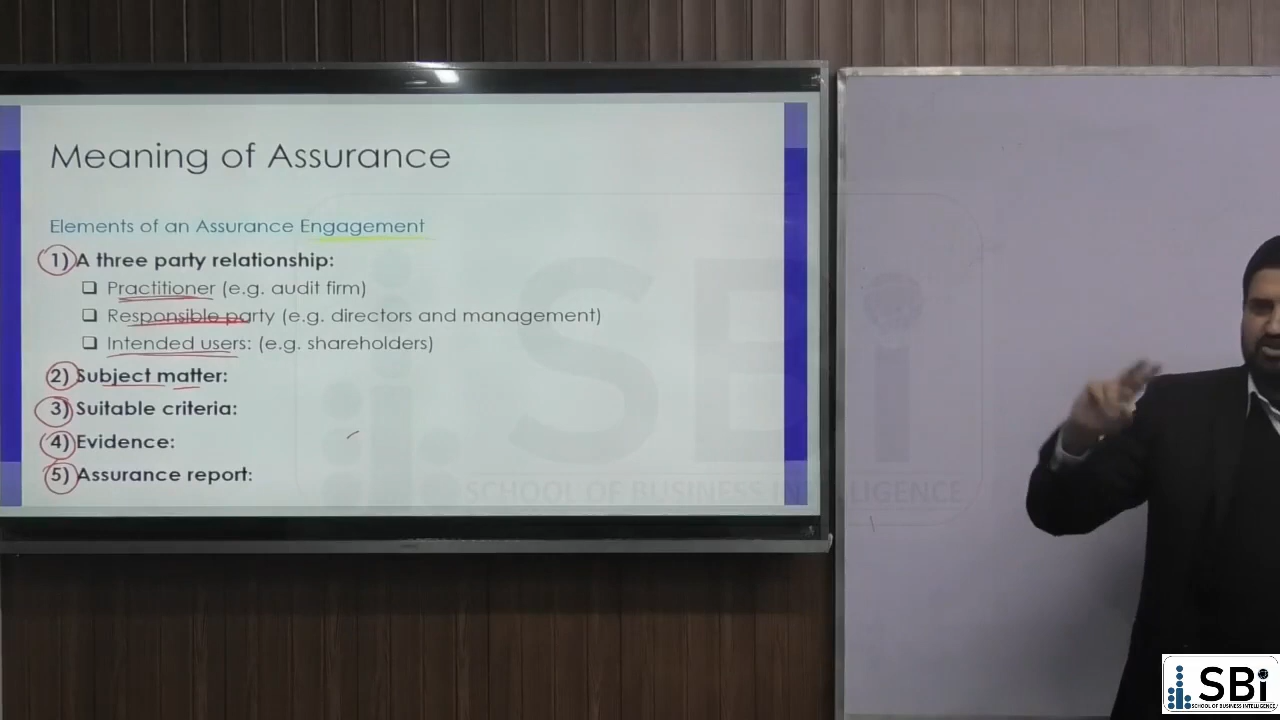 Meaning of Assurance
Elements of an Assurance Engagement
1) A three party relationship:
❑ Practitioner (e.g. audit firm)
❑ Responsible party (e.g. directors and management)
❑ Intended users: (e.g. shareholders)
2) Subject matter:
3) Suitable criteria:
4) Evidence:
5) Assurance report:
SBi
SCHOOL OF BUSINESS INTELLIGENCE
SBi
SCHOOL OF BUSINESS INTELLIGENCE